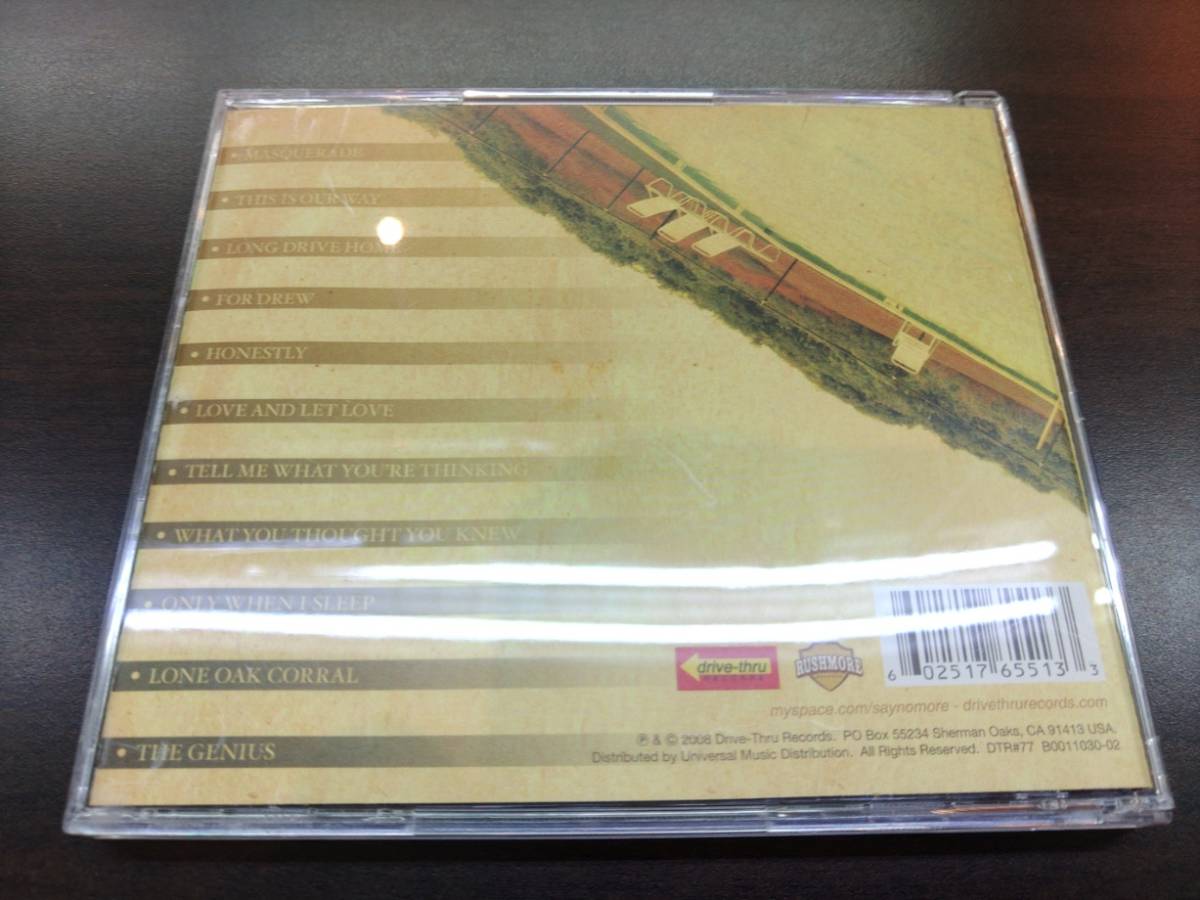 • MASQUERADE
• THIS IS OUR WAY
• LONG DRIVE HOME
• FOR DREW
• HONESTLY
• LOVE AND LET LOVE
• TELL ME WHAT YOU'RE THINKING
• WHAT YOU THOUGHT YOU KNEW
• ONLY WHEN I SLEEP
• LONE OAK CORRAL
• THE GENIUS
drive-thru
RECORDS
RUSHMORE
6 02517 65513 3
myspace.com/saynomore - drivethrurecords.com
℗ & © 2008 Drive-Thru Records. PO Box 55234 Sherman Oaks, CA 91413 USA.
Distributed by Universal Music Distribution. All Rights Reserved. DTR#77 B0011030-02